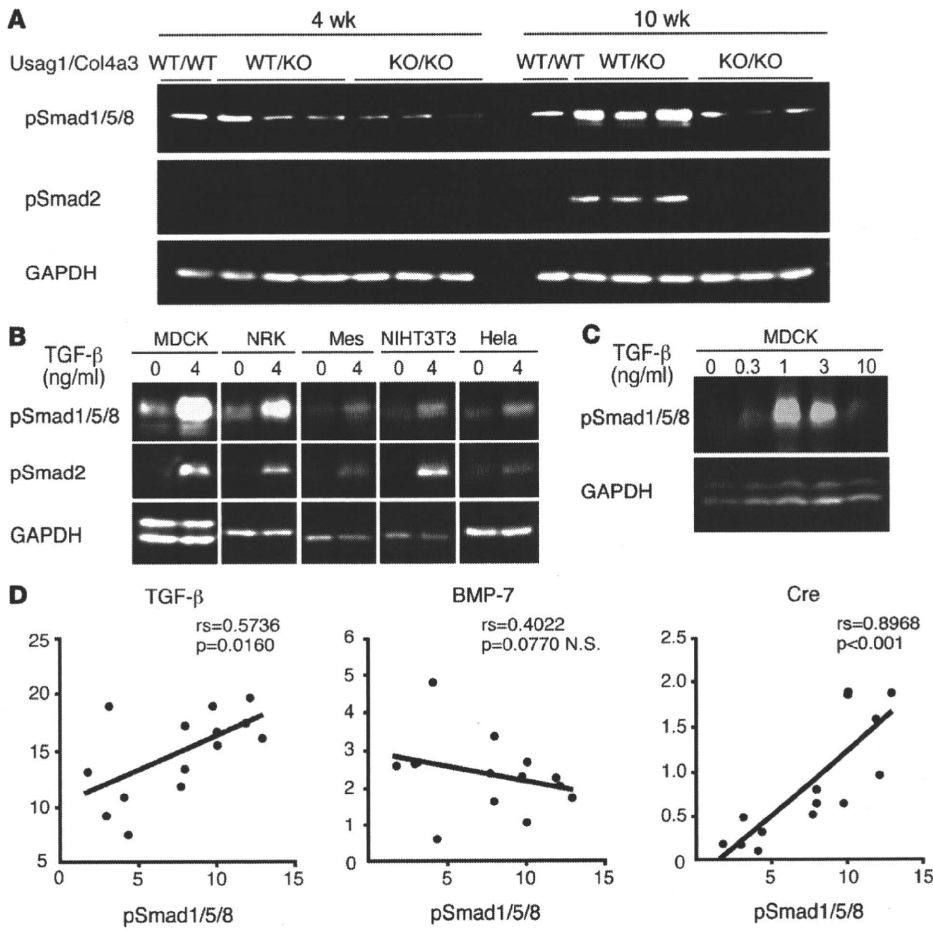 A
4 wk
10 wk
Usag1/Col4a3 WT/WT WT/KO KO/KO WT/WT WT/KO KO/KO
pSmad1/5/8
pSmad2
GAPDH
B
MDCK NRK Mes NIHT3T3 Hela
TGF-β
(ng/ml)
0 4 0 4 0 4 0 4 0 4
pSmad1/5/8
pSmad2
GAPDH
C
MDCK
TGF-β
(ng/ml)
0 0.3 1 3 10
pSmad1/5/8
GAPDH
D
TGF-β
rs=0.5736
p=0.0160
25
20
15
10
5
0 5 10 15
pSmad1/5/8
BMP-7
rs=0.4022
p=0.0770 N.S.
6
5
4
3
2
1
0
5 10 15
pSmad1/5/8
Cre
rs=0.8968
p<0.001
2.5
2.0
1.5
1.0
0.5
0
5 10 15
pSmad1/5/8